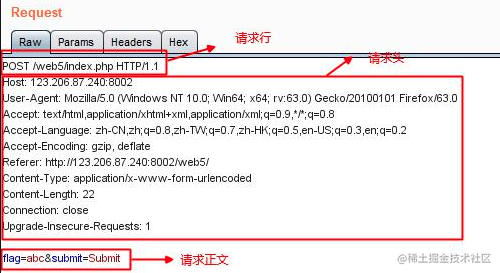 Request
Raw Params Headers Hex
请求行
POST /web5/index.php HTTP/1.1
请求头
Host: 123.206.87.240:8002
User-Agent: Mozilla/5.0 (Windows NT 10.0; Win64; x64; rv:63.0) Gecko/20100101 Firefox/63.0
Accept: text/html,application/xhtml+xml,application/xml;q=0.9,*/*;q=0.8
Accept-Language: zh-CN,zh;q=0.8,zh-TW;q=0.7,zh-HK;q=0.5,en-US;q=0.3,en;q=0.2
Accept-Encoding: gzip, deflate
Referer: http://123.206.87.240:8002/web5/
Content-Type: application/x-www-form-urlencoded
Content-Length: 22
Connection: close
Upgrade-Insecure-Requests: 1
flag=abc&submit=Submit
请求正文
@稀土掘金技术社区